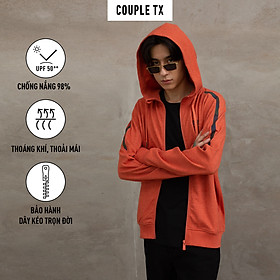 COUPLE TX
UPF 50++
CHỐNG NẮNG 98%
THOÁNG KHÍ, THOẢI MÁI
BẢO HÀNH
DÂY KÉO TRỌN ĐỜI